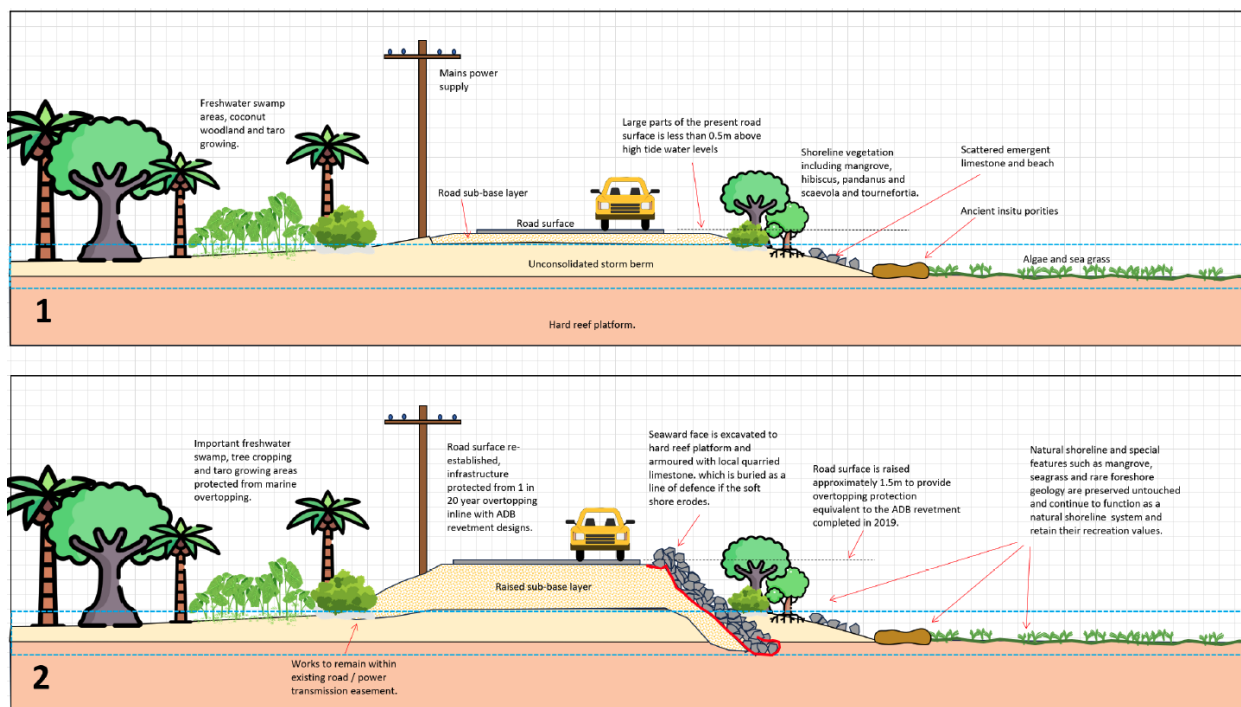 Mains power
supply
Freshwater swamp
areas, coconut
woodland and taro
growing.
Large parts of the present road
surface is less than 0.5m above
high tide water levels
Shoreline vegetation
including mangrove,
hibiscus, pandanus and
scaevola and tournefortia.
Scattered emergent
limestone and beach
Road sub-base layer
Ancient insitu porities
Road surface
Unconsolidated storm berm
Algae and sea grass
1
Hard reef platform.
Important freshwater
swamp, tree cropping
and taro growing areas
protected from marine
overtopping.
Road surface re-
established,
infrastructure
protected from 1 in
20 year overtopping
inline with ADB
revetment designs.
Seaward face is excavated to
hard reef platform and
armoured with local quarried
limestone. which is buried as a
line of defence if the soft
shore erodes.
Road surface is raised
approximately 1.5m to provide
overtopping protection
equivalent to the ADB revetment
completed in 2019.
Natural shoreline and special
features such as mangrove,
seagrass and rare foreshore
geology are preserved untouched
and continue to function as a
natural shoreline system and
retain their recreation values.
Raised sub-base layer
Works to remain within
existing road / power
transmission easement.
2